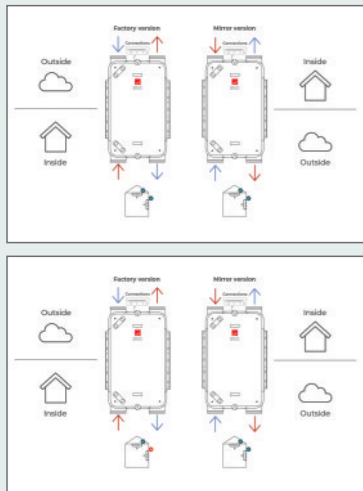 Factory version
Mirror version
Connections
Connections
Outside
Inside
Inside
Outside
Factory version
Mirror version
Connections
Connections
Outside
Inside
Inside
Outside